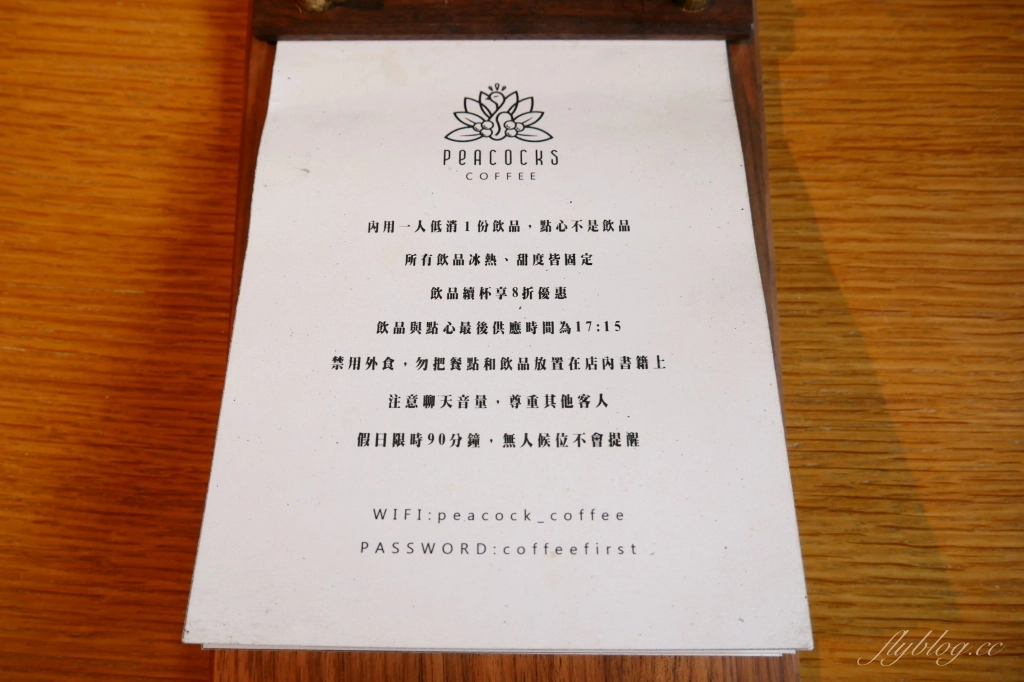 PEACOCKS
COFFEE
內用一人低消1份飲品，點心不是飲品
所有飲品冰熱、甜度皆固定
飲品續杯享8折優惠
飲品與點心最後供應時間為17:15
禁用外食，勿把餐點和飲品放置在店內書籍上
注意聊天音量，尊重其他客人
假日限時90分鐘，無人候位不會提醒
WIFI:peacock_coffee
PASSWORD:coffeefirst
flyblog.cc